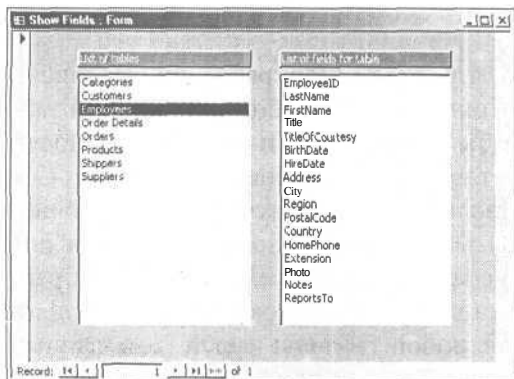 Show Fields : Form
List of tables
Categories
Customers
Employees
Order Details
Orders
Products
Shippers
Suppliers
List of fields for table
EmployeeID
LastName
FirstName
Title
TitleOfCourtesy
BirthDate
HireDate
Address
City
Region
PostalCode
Country
HomePhone
Extension
Photo
Notes
ReportsTo
Record: 1 of 1